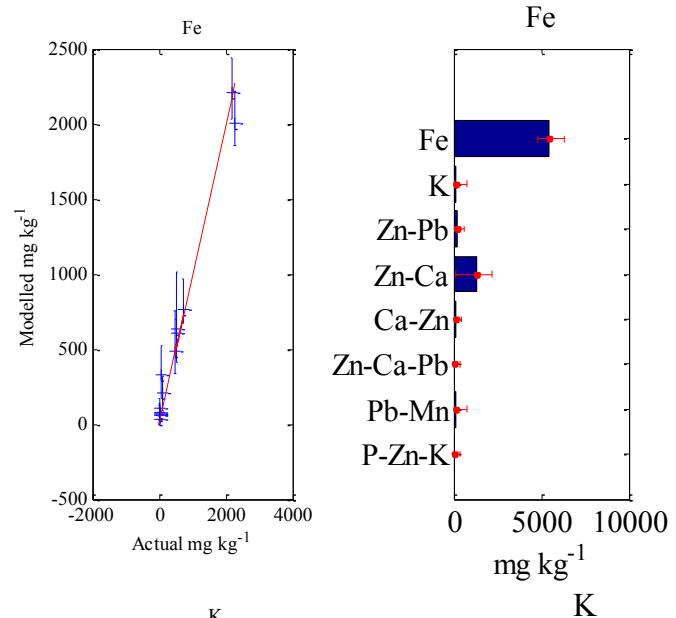 Fe
2500
2000
1500
1000
500
0
-500
-2000 0 2000 4000
Modelled mg kg⁻¹
Actual mg kg⁻¹
K
Fe
Fe
K
Zn-Pb
Zn-Ca
Ca-Zn
Zn-Ca-Pb
Pb-Mn
P-Zn-K
0 5000 10000
mg kg⁻¹
K